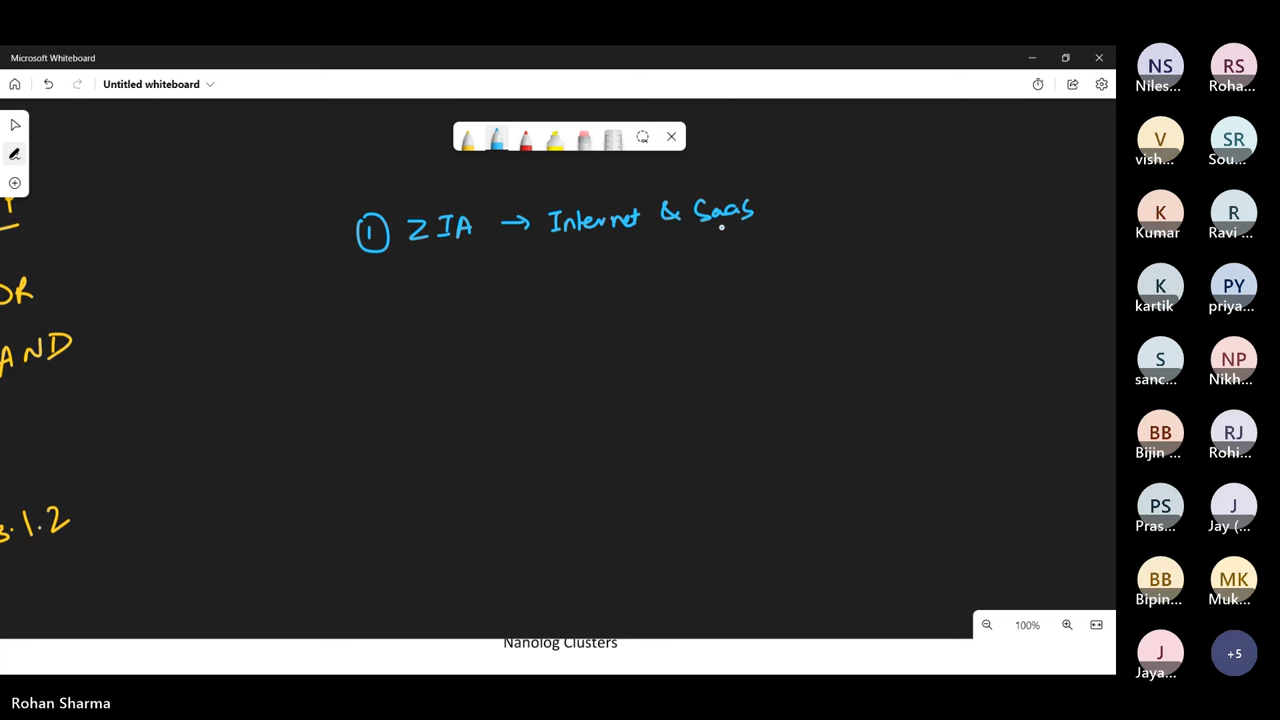 Microsoft Whiteboard
Untitled whiteboard
① ZIA → Internet & SaaS
OR
AND
3.1.2
100%
Nanolog Clusters
Rohan Sharma
NS
Niles...
RS
Roha...
V
vish...
SR
Sou...
K
Kumar
R
Ravi ...
K
kartik
PY
priya...
S
sanc...
NP
Nikh...
BB
Bijin ...
RJ
Rohi...
PS
Pras...
J
Jay (...
BB
Bipin...
MK
Muk...
J
Jaya...
+5